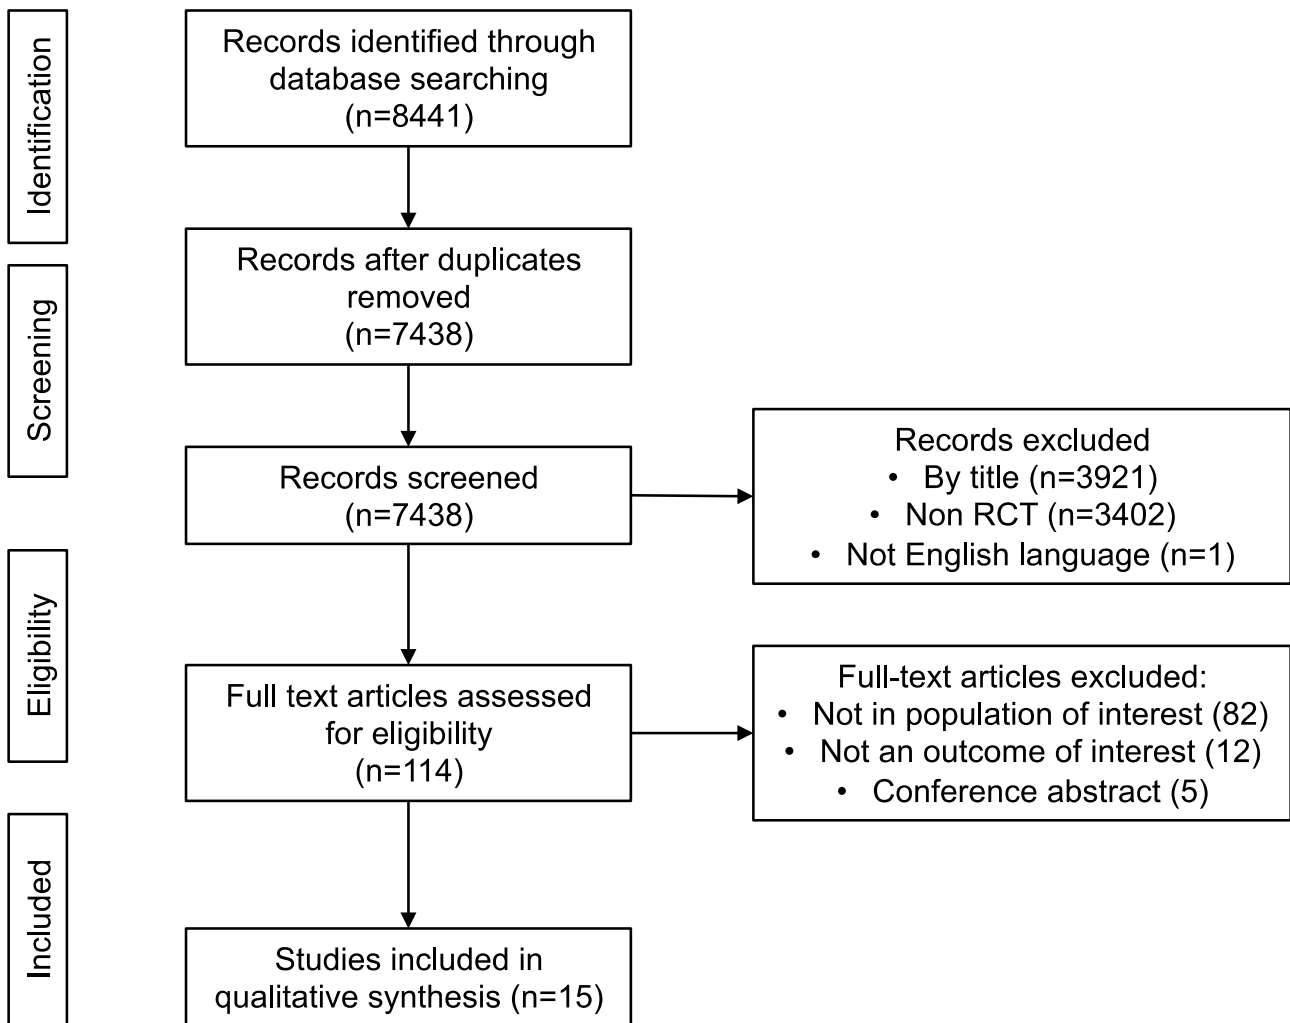 Identification
Records identified through
database searching
(n=8441)
Records after duplicates
removed
(n=7438)
Screening
Records screened
(n=7438)
Records excluded
• By title (n=3921)
• Non RCT (n=3402)
• Not English language (n=1)
Eligibility
Full text articles assessed
for eligibility
(n=114)
Full-text articles excluded:
• Not in population of interest (82)
• Not an outcome of interest (12)
• Conference abstract (5)
Included
Studies included in
qualitative synthesis (n=15)